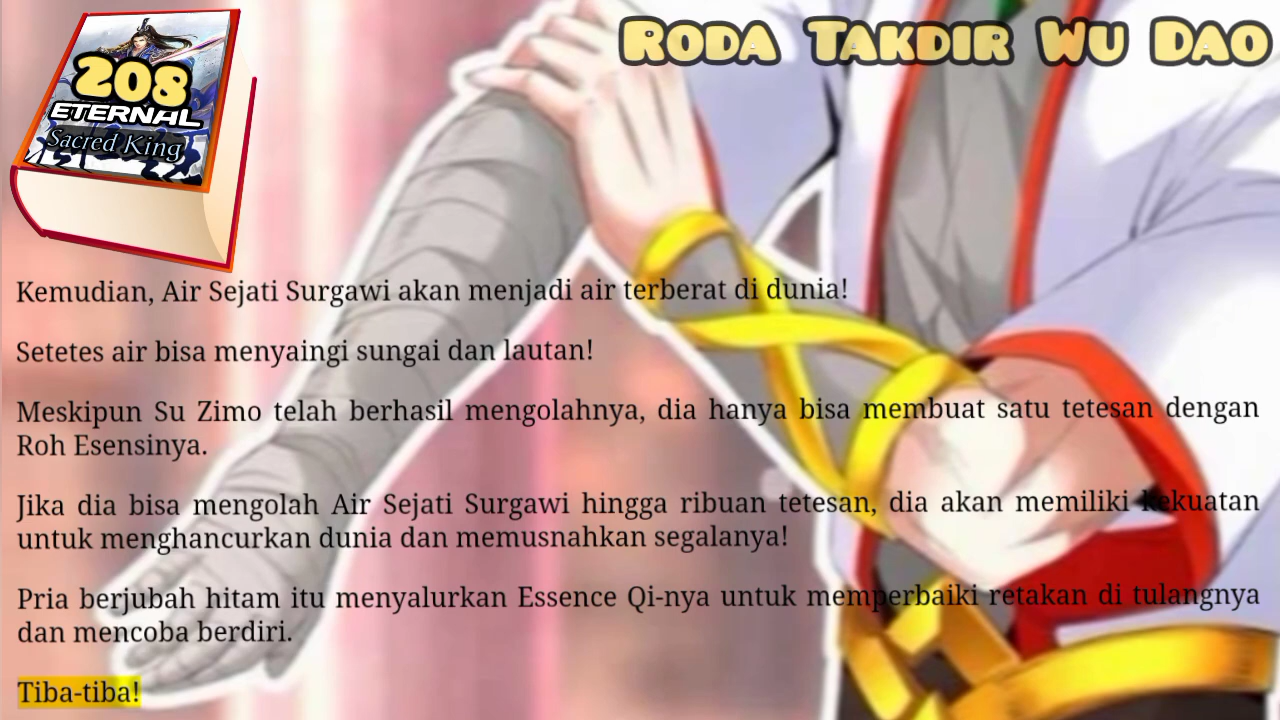 Roda Takdir Wu Dao
208
ETERNAL
Sacred King
Kemudian, Air Sejati Surgawi akan menjadi air terberat di dunia!
Setetes air bisa menyaingi sungai dan lautan!
Meskipun Su Zimo telah berhasil mengolahnya, dia hanya bisa membuat satu tetesan dengan
Roh Esensinya.
Jika dia bisa mengolah Air Sejati Surgawi hingga ribuan tetesan, dia akan memiliki kekuatan
untuk menghancurkan dunia dan memusnahkan segalanya!
Pria berjubah hitam itu menyalurkan Essence Qi-nya untuk memperbaiki retakan di tulangnya
dan mencoba berdiri.
Tiba-tiba!